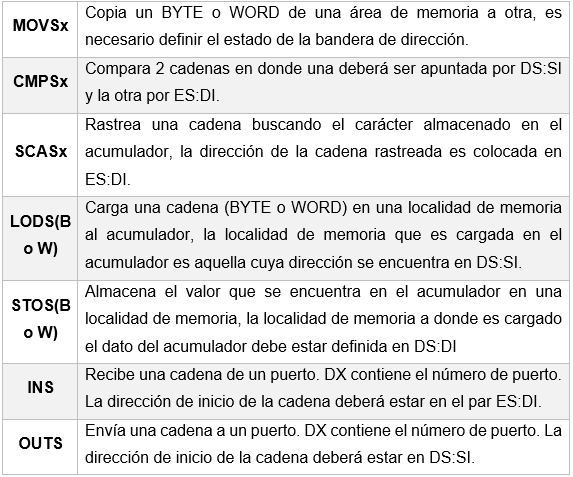 MOVSx
Copia un BYTE o WORD de una área de memoria a otra, es
necesario definir el estado de la bandera de dirección.
CMPSx
Compara 2 cadenas en donde una deberá ser apuntada por DS:SI
y la otra por ES:DI.
SCASx
Rastrea una cadena buscando el carácter almacenado en el
acumulador, la dirección de la cadena rastreada es colocada en
ES:DI.
LODS(B
o W)
Carga una cadena (BYTE o WORD) en una localidad de memoria
al acumulador, la localidad de memoria que es cargada en el
acumulador es aquella cuya dirección se encuentra en DS:SI.
STOS(B
o W)
Almacena el valor que se encuentra en el acumulador en una
localidad de memoria, la localidad de memoria a donde es cargado
el dato del acumulador debe estar definida en DS:DI
INS
Recibe una cadena de un puerto. DX contiene el número de puerto.
La dirección de inicio de la cadena deberá estar en el par ES:DI.
OUTS
Envía una cadena a un puerto. DX contiene el número de puerto. La
dirección de inicio de la cadena deberá estar en DS:SI.